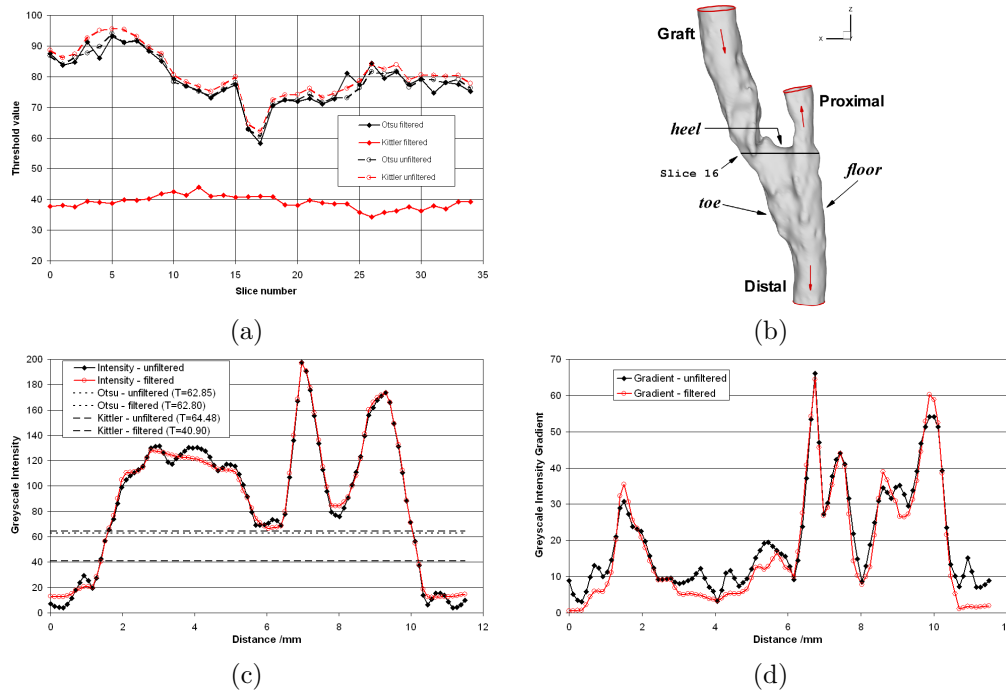 100
90
80
70
60
50
40
30
20
0 5 10 15 20 25 30 35
Threshold value
Slice number
Otsu filtered
Kittler filtered
Otsu unfiltered
Kittler unfiltered
(a)
z
x
Graft
Proximal
heel
Slice 16
floor
toe
Distal
(b)
200
180
160
140
120
100
80
60
40
20
0
0 2 4 6 8 10 12
Greyscale Intensity
Distance /mm
Intensity - unfiltered
Intensity - filtered
Otsu - unfiltered (T=62.85)
Otsu - filtered (T=62.80)
Kittler - unfiltered (T=64.48)
Kittler - filtered (T=40.90)
(c)
70
60
50
40
30
20
10
0
0 2 4 6 8 10 12
Greyscale Intensity Gradient
Distance /mm
Gradient - unfiltered
Gradient - filtered
(d)